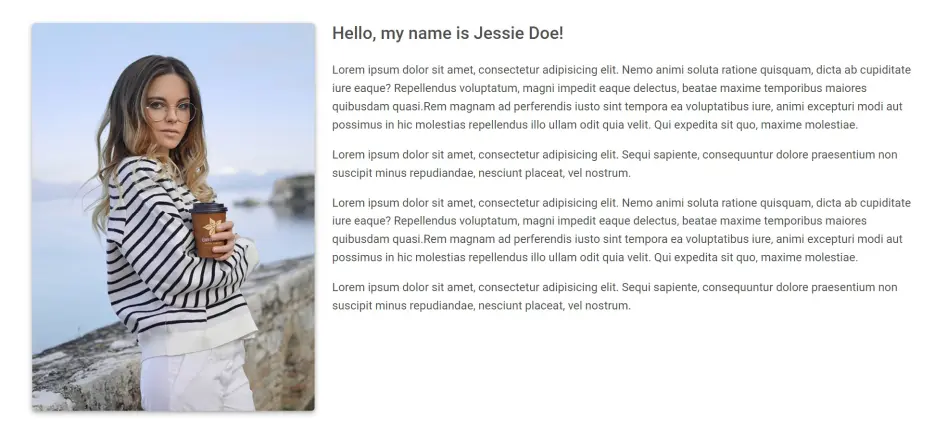 Hello, my name is Jessie Doe!
Lorem ipsum dolor sit amet, consectetur adipisicing elit. Nemo animi soluta ratione quisquam, dicta ab cupiditate
iure eaque? Repellendus voluptatum, magni impedit eaque delectus, beatae maxime temporibus maiores
quibusdam quasi.Rem magnam ad perferendis iusto sint tempora ea voluptatibus iure, animi excepturi modi aut
possimus in hic molestias repellendus illo ullam odit quia velit. Qui expedita sit quo, maxime molestiae.
Lorem ipsum dolor sit amet, consectetur adipisicing elit. Sequi sapiente, consequuntur dolore praesentium non
suscipit minus repudiandae, nesciunt placeat, vel nostrum.
Lorem ipsum dolor sit amet, consectetur adipisicing elit. Nemo animi soluta ratione quisquam, dicta ab cupiditate
iure eaque? Repellendus voluptatum, magni impedit eaque delectus, beatae maxime temporibus maiores
quibusdam quasi.Rem magnam ad perferendis iusto sint tempora ea voluptatibus iure, animi excepturi modi aut
possimus in hic molestias repellendus illo ullam odit quia velit. Qui expedita sit quo, maxime molestiae.
Lorem ipsum dolor sit amet, consectetur adipisicing elit. Sequi sapiente, consequuntur dolore praesentium non
suscipit minus repudiandae, nesciunt placeat, vel nostrum.